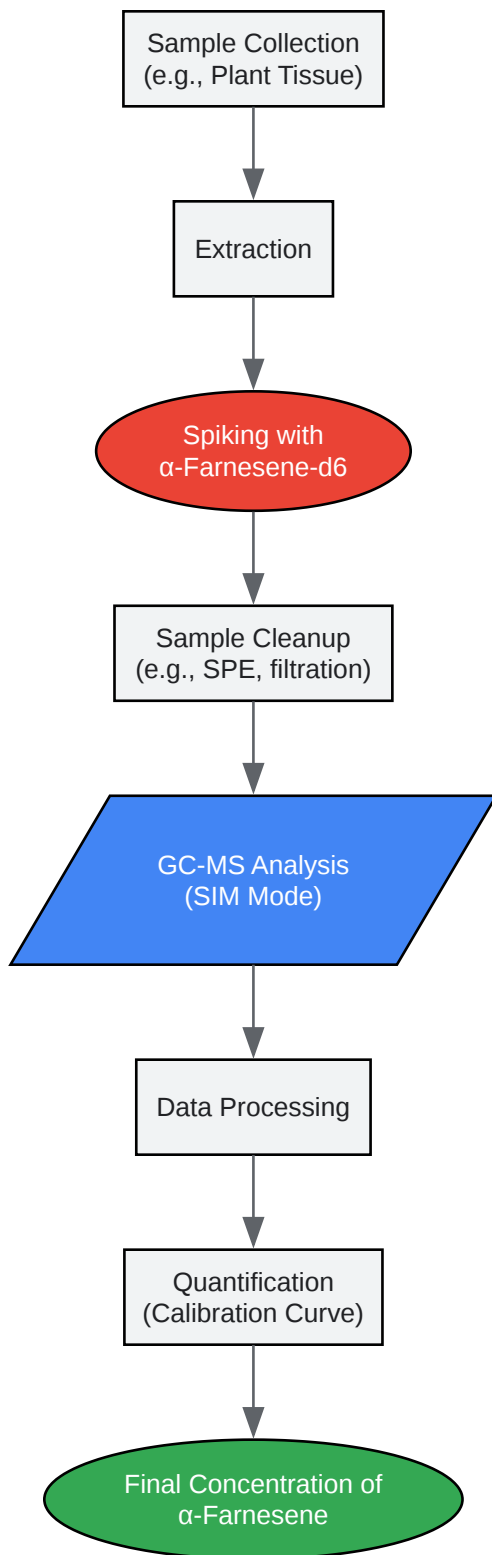 Sample Collection
(e.g., Plant Tissue)
Extraction
Spiking with
α-Farnesene-d6
Sample Cleanup
(e.g., SPE, filtration)
GC-MS Analysis
(SIM Mode)
Data Processing
Quantification
(Calibration Curve)
Final Concentration of
α-Farnesene